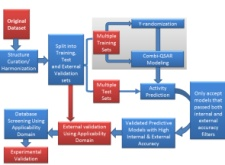 Original
Dataset
Structure
Curation/
Harmonization
Split into
Training,
Test and
External
Validation
sets
Multiple
Training
Sets
Y-randomization
Combi-QSAR
Modeling
Multiple
Test
Sets
Activity
Prediction
Only accept
models that
passed both
internal and
external
accuracy
filters
Validated Predictive
Models with High
Internal & External
Accuracy
External validation
Using Applicability
Domain
Database
Screening Using
Applicability
Domain
Experimental
Validation